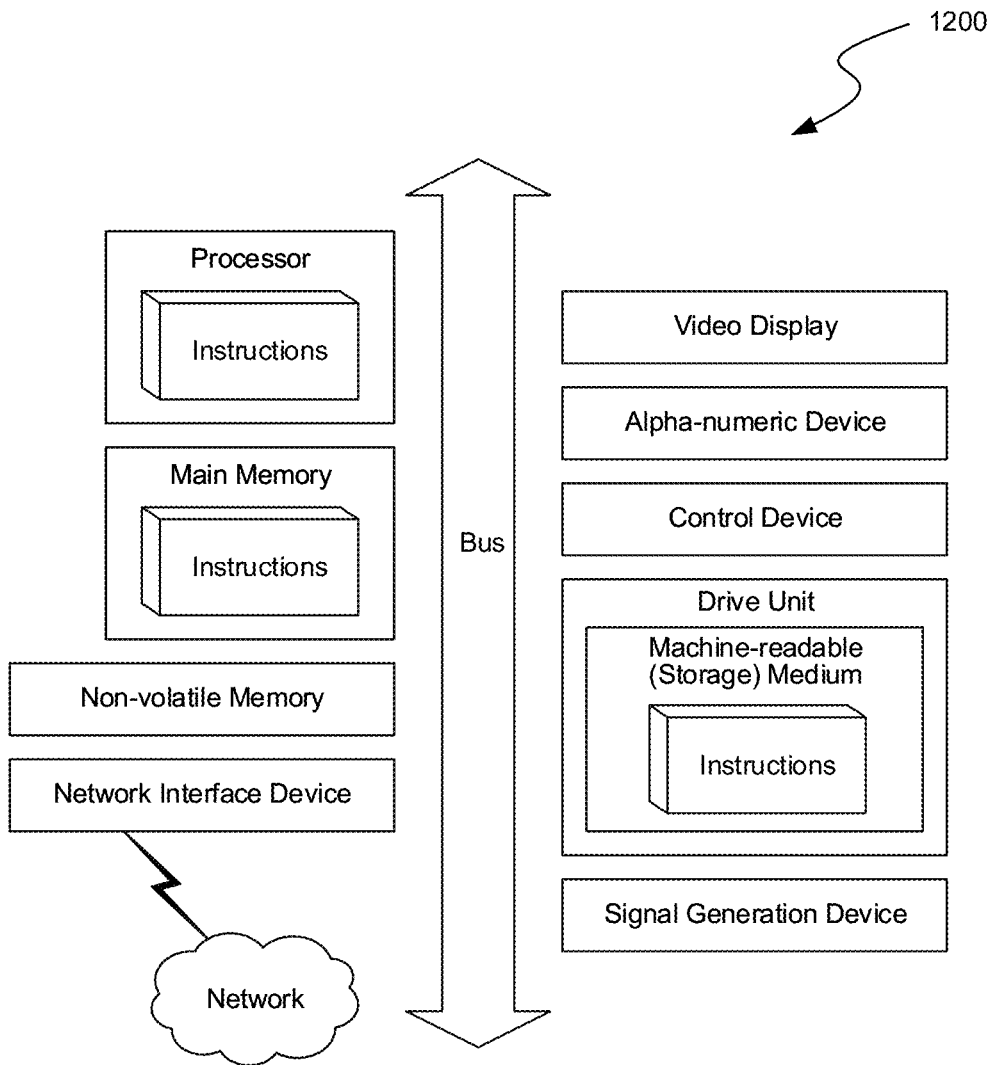 1200
Processor
Instructions
Main Memory
Instructions
Non-volatile Memory
Network Interface Device
Network
Bus
Video Display
Alpha-numeric Device
Control Device
Drive Unit
Machine-readable
(Storage) Medium
Instructions
Signal Generation Device